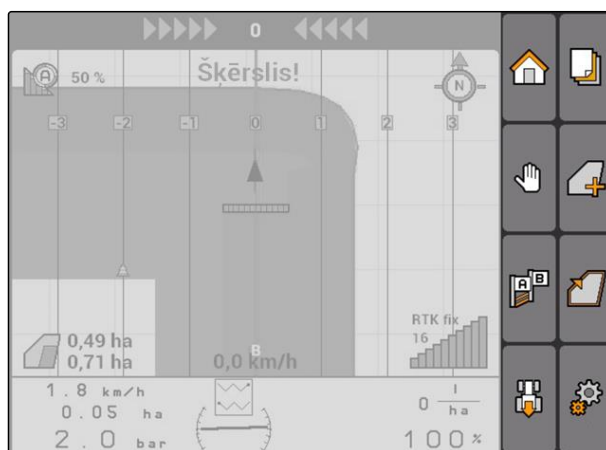 0
50 %
Šķērslis!
N
A
-3 -2 -1 0 1 2 3
A B
RTK fix
16
0,49 ha
0,71 ha
B
0,0 km/h
1.8 km/h
0.05 ha
2.0 bar
0 l/ha
100 %